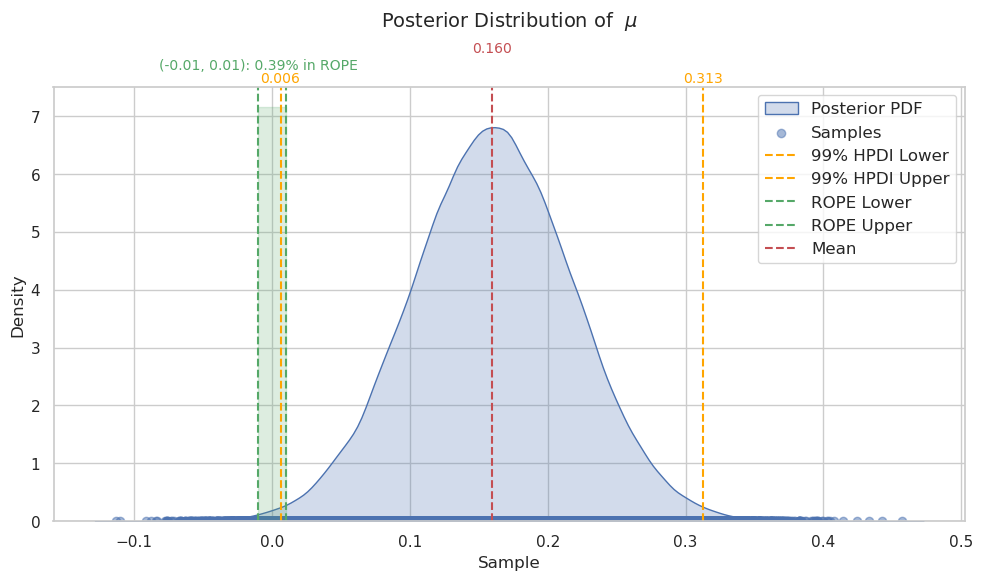 Posterior Distribution of μ
0.160
(-0.01, 0.01): 0.39% in ROPE
0.006
0.313
Posterior PDF
Samples
99% HPDI Lower
99% HPDI Upper
ROPE Lower
ROPE Upper
Mean
Density
7
6
5
4
3
2
1
0
−0.1
0.0
0.1
0.2
0.3
0.4
0.5
Sample